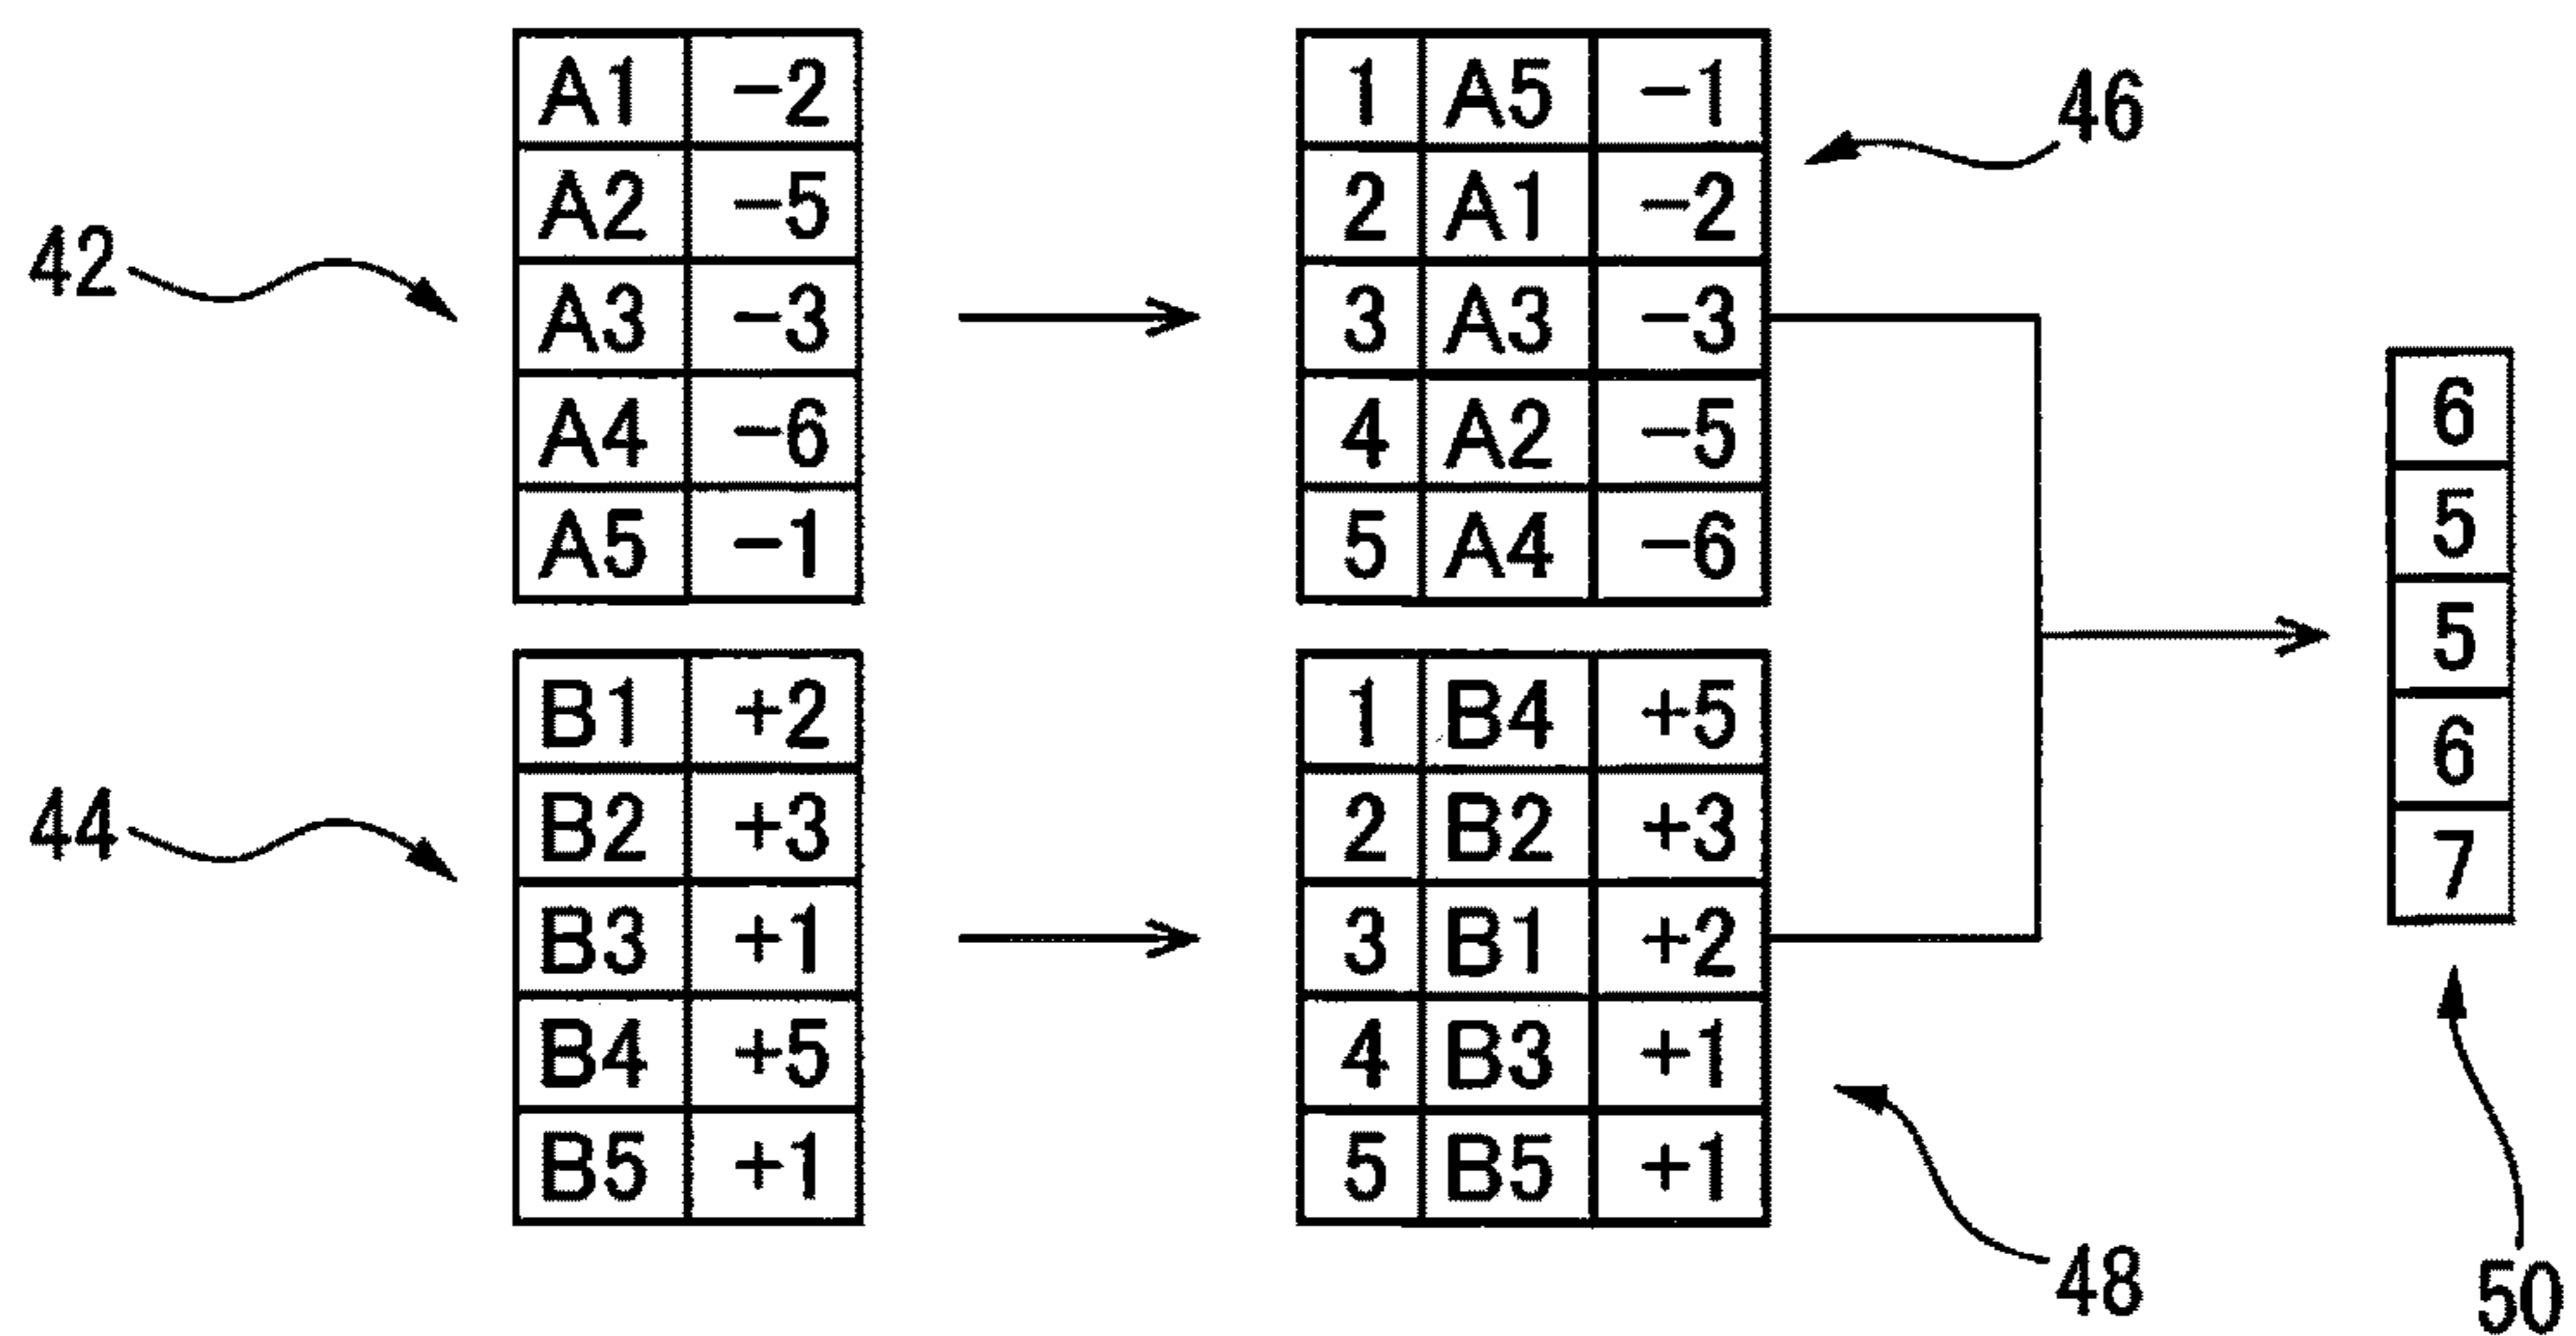 42
A1 -2
A2 -5
A3 -3
A4 -6
A5 -1
1 A5 -1
2 A1 -2
3 A3 -3
4 A2 -5
5 A4 -6
46
44
B1 +2
B2 +3
B3 +1
B4 +5
B5 +1
1 B4 +5
2 B2 +3
3 B1 +2
4 B3 +1
5 B5 +1
48
6
5
5
6
7
50